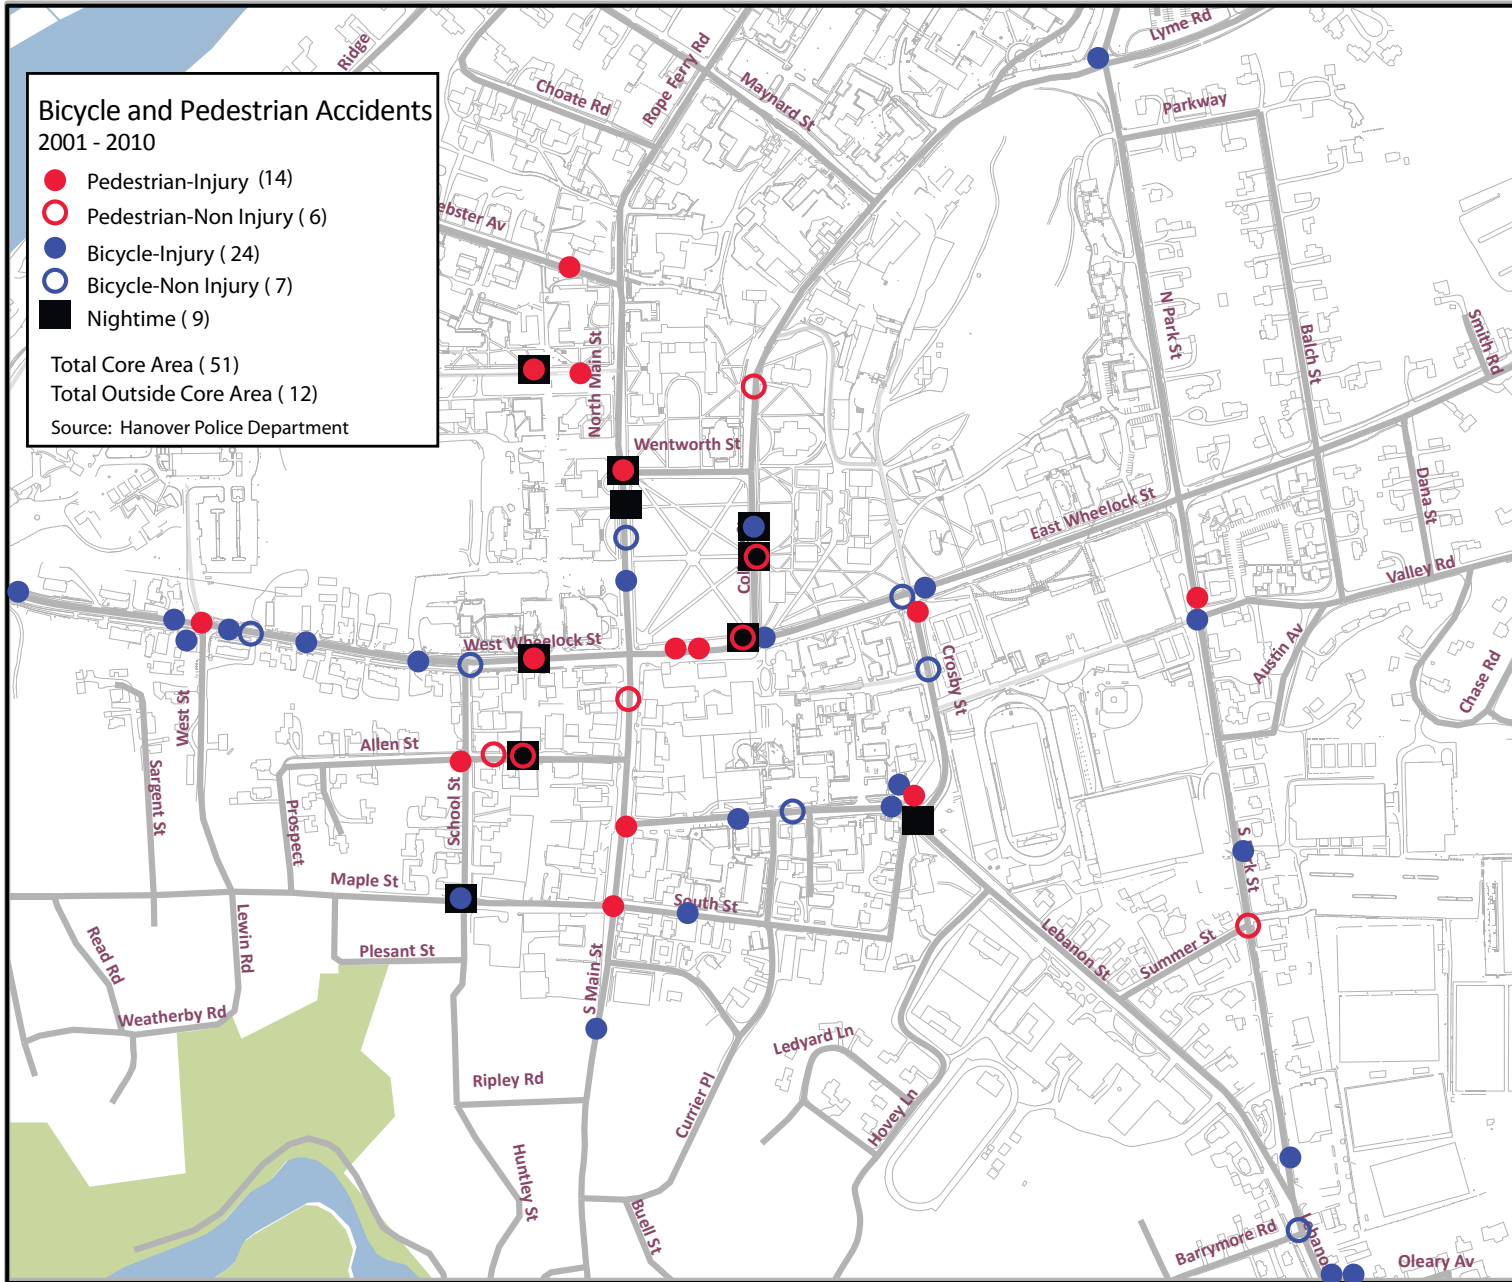 Ridge
Lyme Rd
Rope Ferry Rd
Choate Rd
Maynard St
Parkway
Bicycle and Pedestrian Accidents
2001 - 2010
Pedestrian-Injury (14)
Pedestrian-Non Injury ( 6)
Bicycle-Injury ( 24)
Bicycle-Non Injury ( 7)
Nightime ( 9)
Total Core Area ( 51)
Total Outside Core Area ( 12)
Source: Hanover Police Department
ebster Av
N Park St
Balch St
Smith Rd
North Main St
Wentworth St
Dana St
East Wheelock St
Col
Valley Rd
West Wheelock St
Crosby St
Austin Av
Chase Rd
West St
Allen St
Sargent St
Prospect
School St
S Park St
Maple St
South St
Lewin Rd
Read Rd
Plesant St
S Main St
Lebanon St
Summer St
Weatherby Rd
Ledyard Ln
Ripley Rd
Currier Pl
Hovey Ln
Huntley St
Buell St
Barrymore Rd
Lebano
Oleary Av